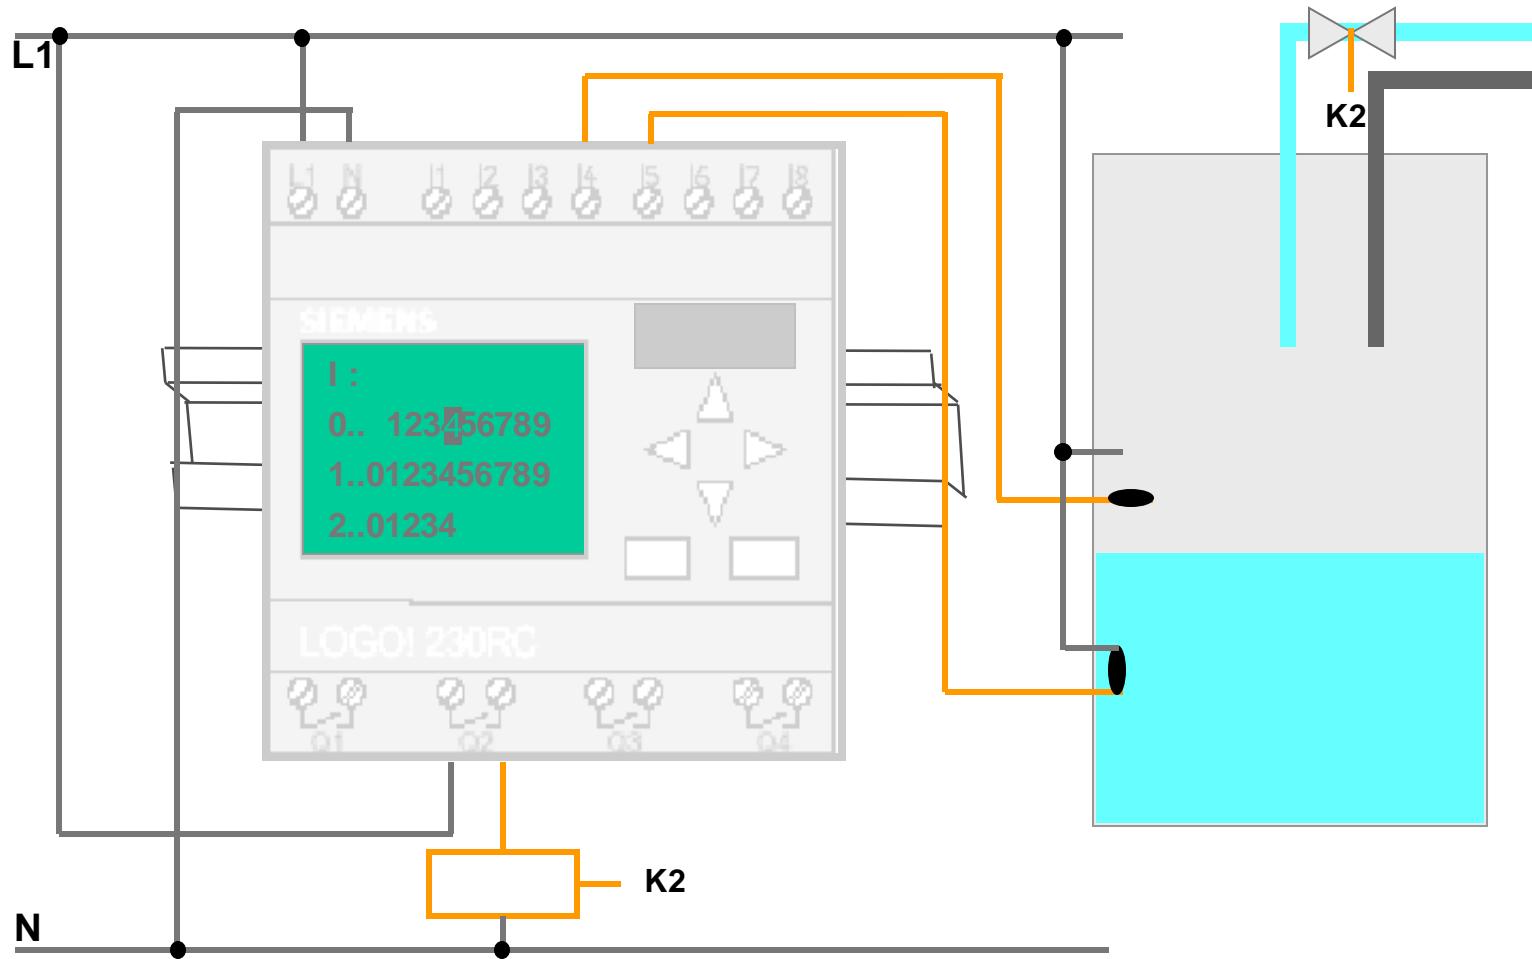 L1
K2
L1 N I1 I2 I3 I4 I5 I6 I7 I8
SIEMENS
I :
0.. 123456789
1..0123456789
2..01234
LOGO! 230RC
Q1 Q2 Q3 Q4
K2
N